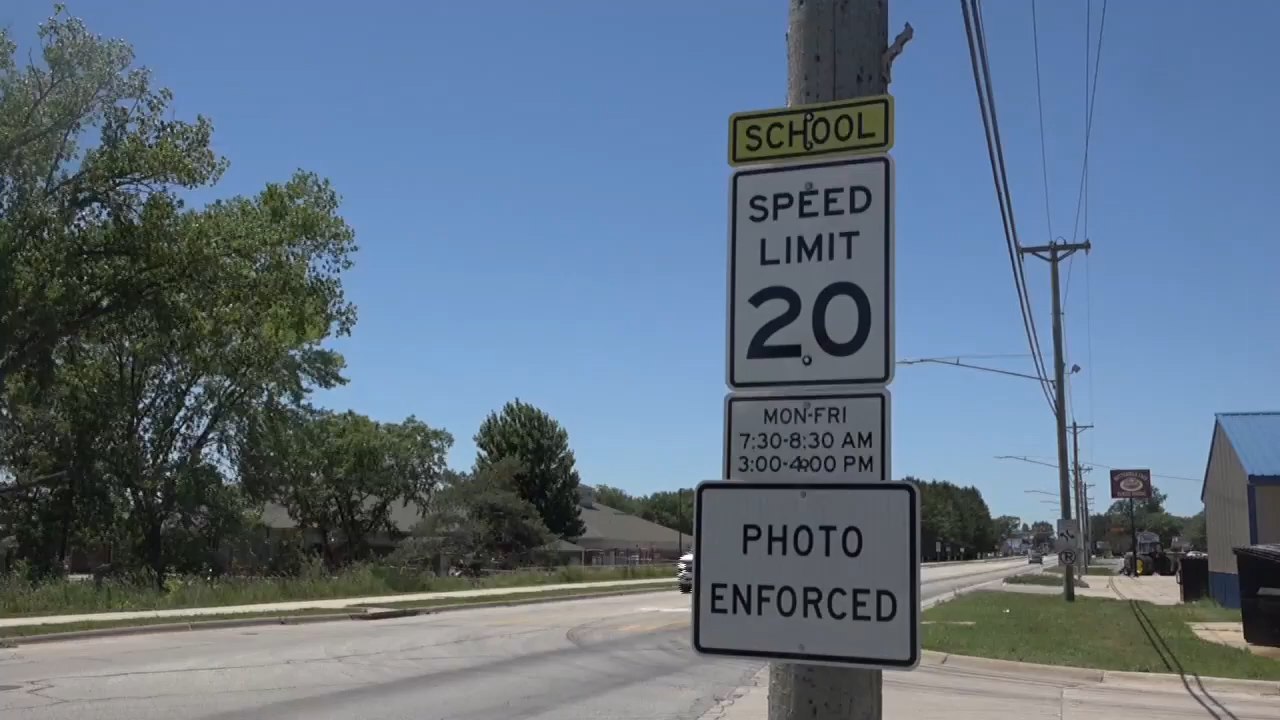 SCHOOL
SPEED
LIMIT
20
MON-FRI
7:30-8:30 AM
3:00-4:00 PM
PHOTO
ENFORCED